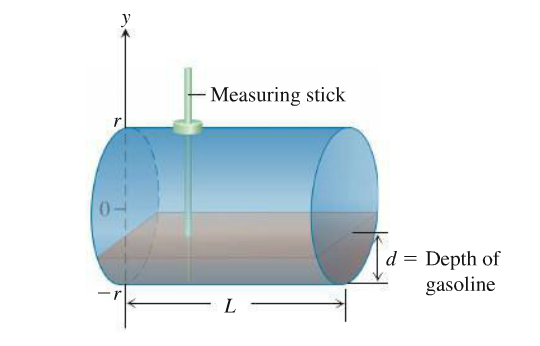 y
Measuring stick
r
0
d = Depth of
gasoline
−r
L